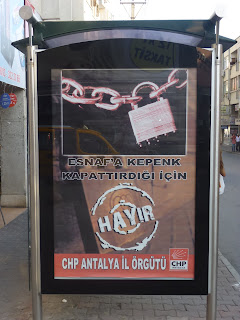 ESNAF'A KEPENK
KAPATTIRDIĞI İÇİN
HAYIR
CHP ANTALYA İL ÖRGÜTÜ
CHP